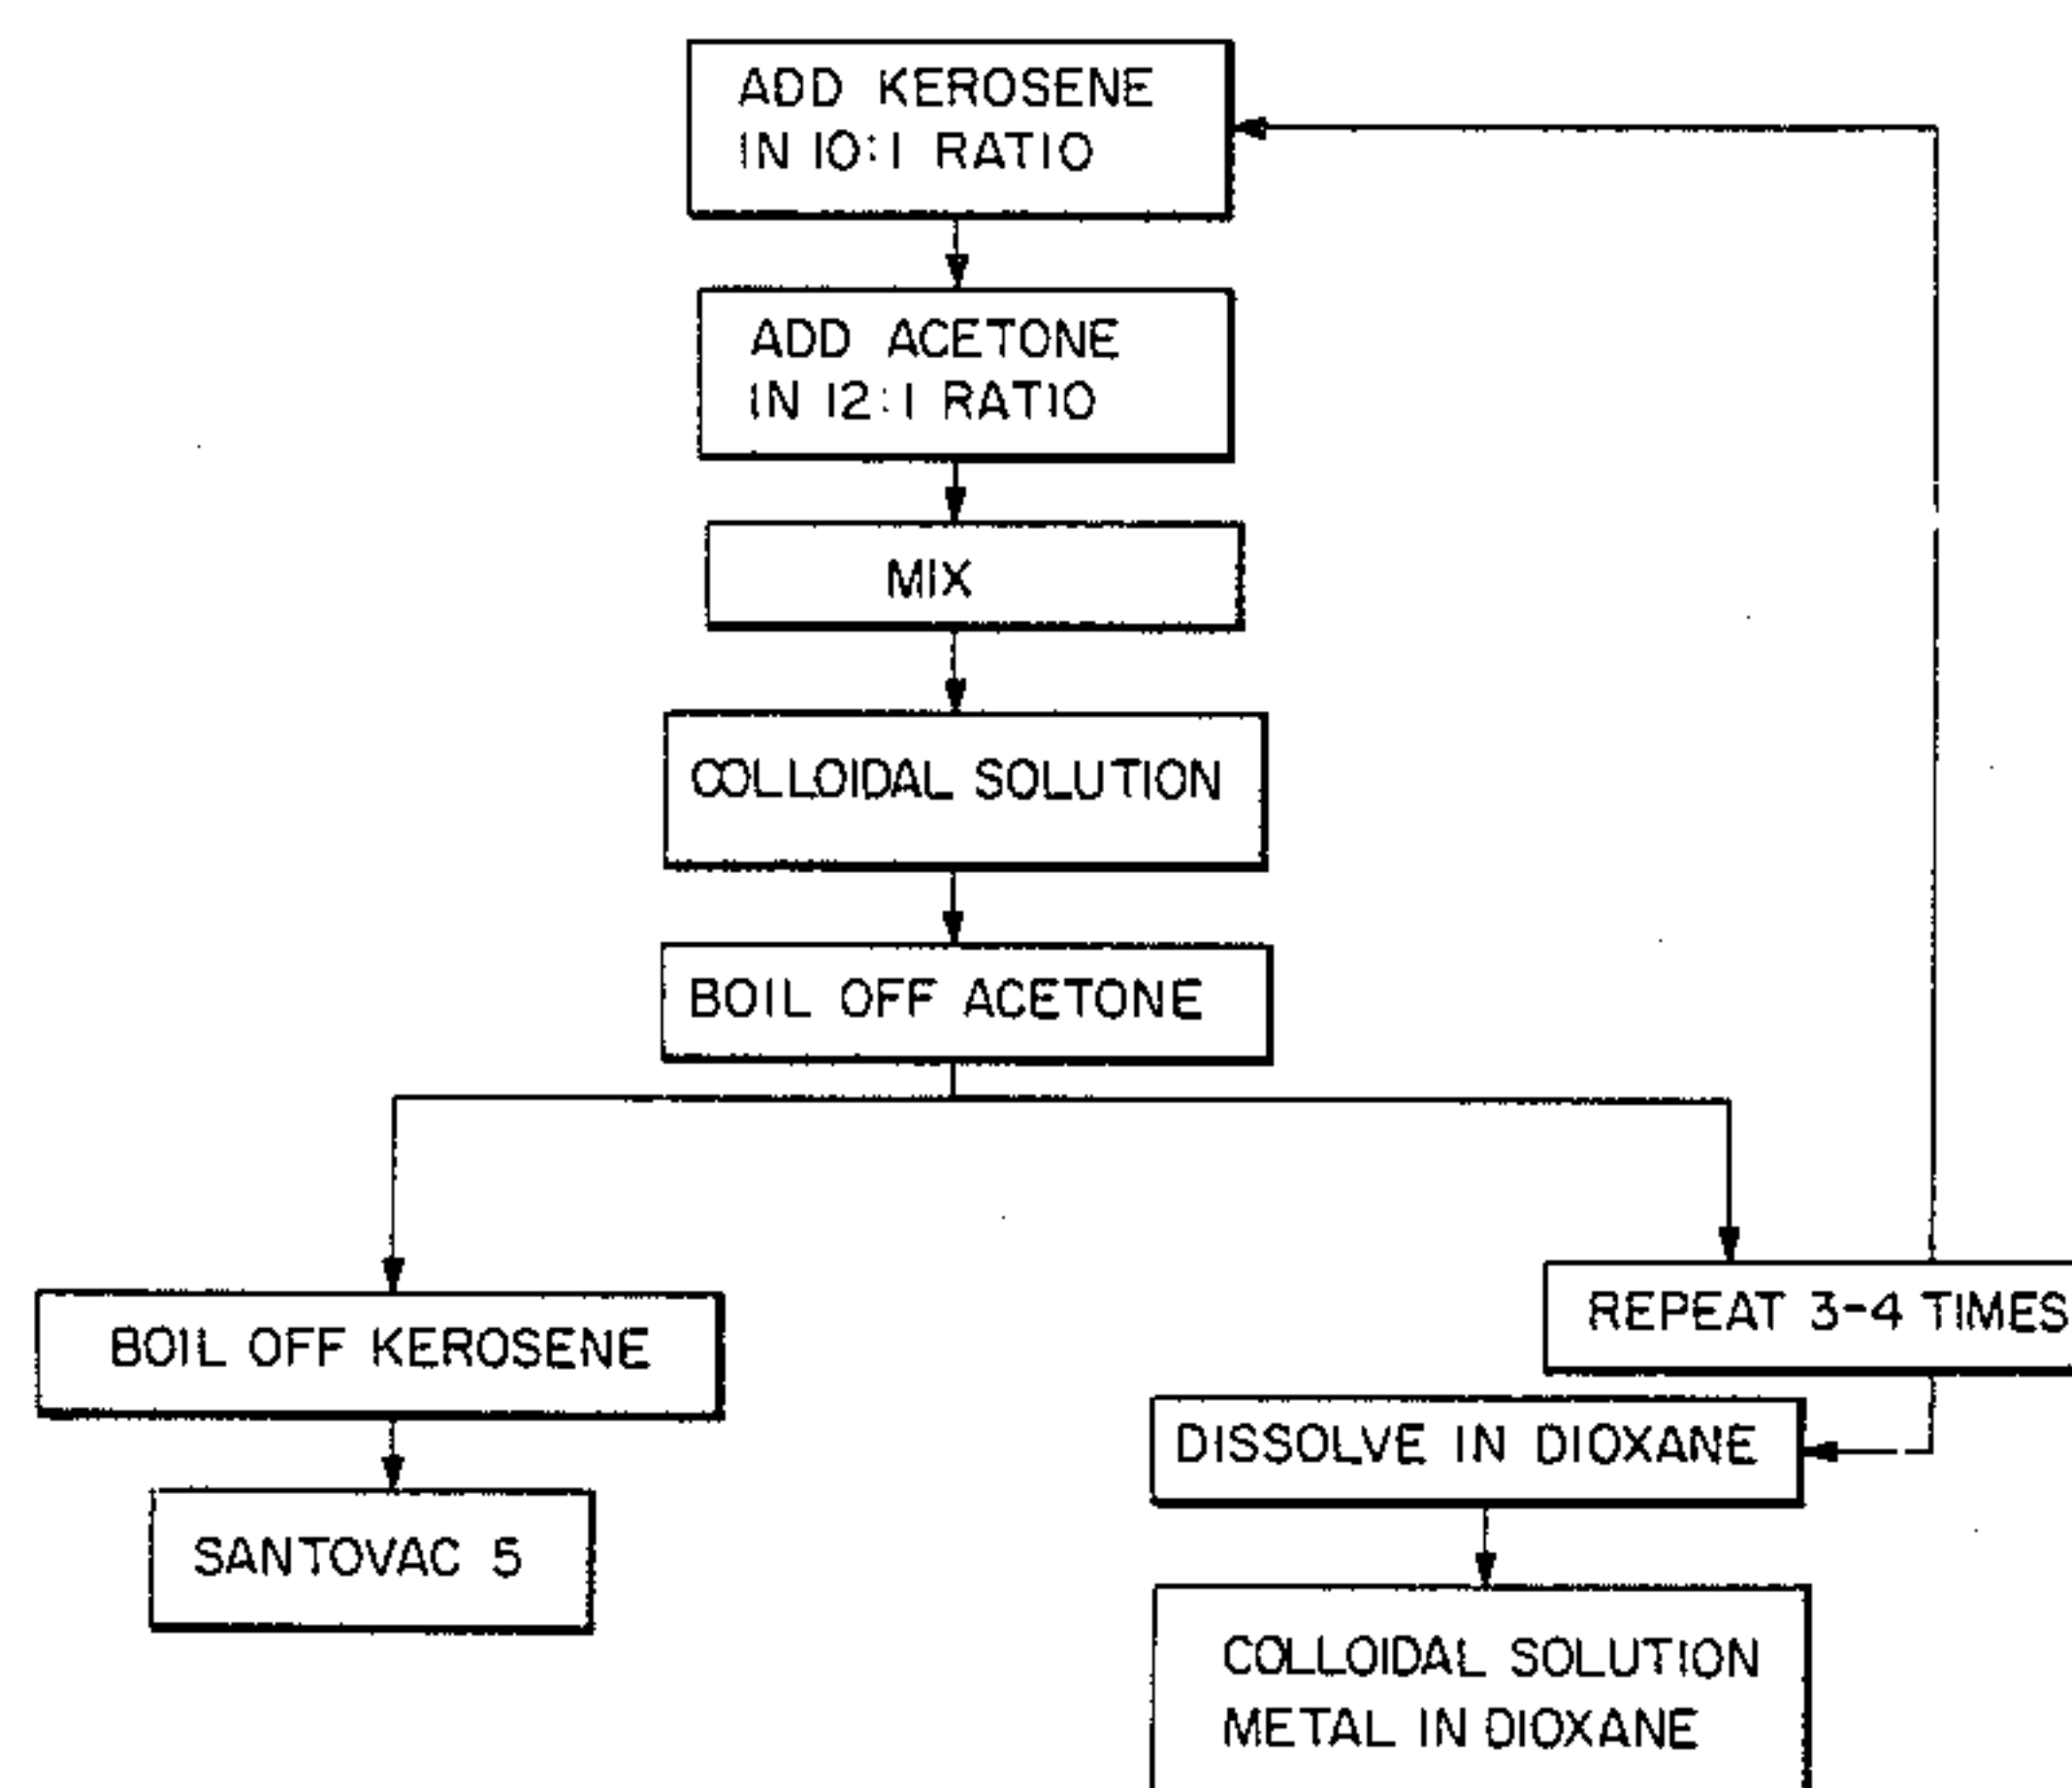 ADD KEROSENE
IN 10:1 RATIO
ADD ACETONE
IN 12:1 RATIO
MIX
COLLOIDAL SOLUTION
BOIL OFF ACETONE
BOIL OFF KEROSENE
SANTOVAC 5
REPEAT 3-4 TIMES
DISSOLVE IN DIOXANE
COLLOIDAL SOLUTION
METAL IN DIOXANE